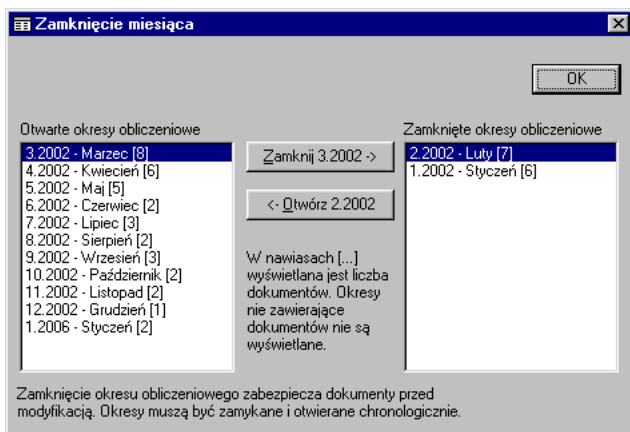 Zamknięcie miesiąca
OK
Otwarte okresy obliczeniowe
3.2002 - Marzec [8]
4.2002 - Kwiecień [6]
5.2002 - Maj [5]
6.2002 - Czerwiec [2]
7.2002 - Lipiec [3]
8.2002 - Sierpień [2]
9.2002 - Wrzesień [3]
10.2002 - Październik [2]
11.2002 - Listopad [2]
12.2002 - Grudzień [1]
1.2006 - Styczeń [2]
Zamknij 3.2002 ->
<- Otwórz 2.2002
W nawiasach [...]
wyświetlana jest liczba
dokumentów. Okresy
nie zawierające
dokumentów nie są
wyświetlane.
Zamknięte okresy obliczeniowe
2.2002 - Luty [7]
1.2002 - Styczeń [6]
Zamknięcie okresu obliczeniowego zabezpiecza dokumenty przed
modyfikacją. Okresy muszą być zamykane i otwierane chronologicznie.